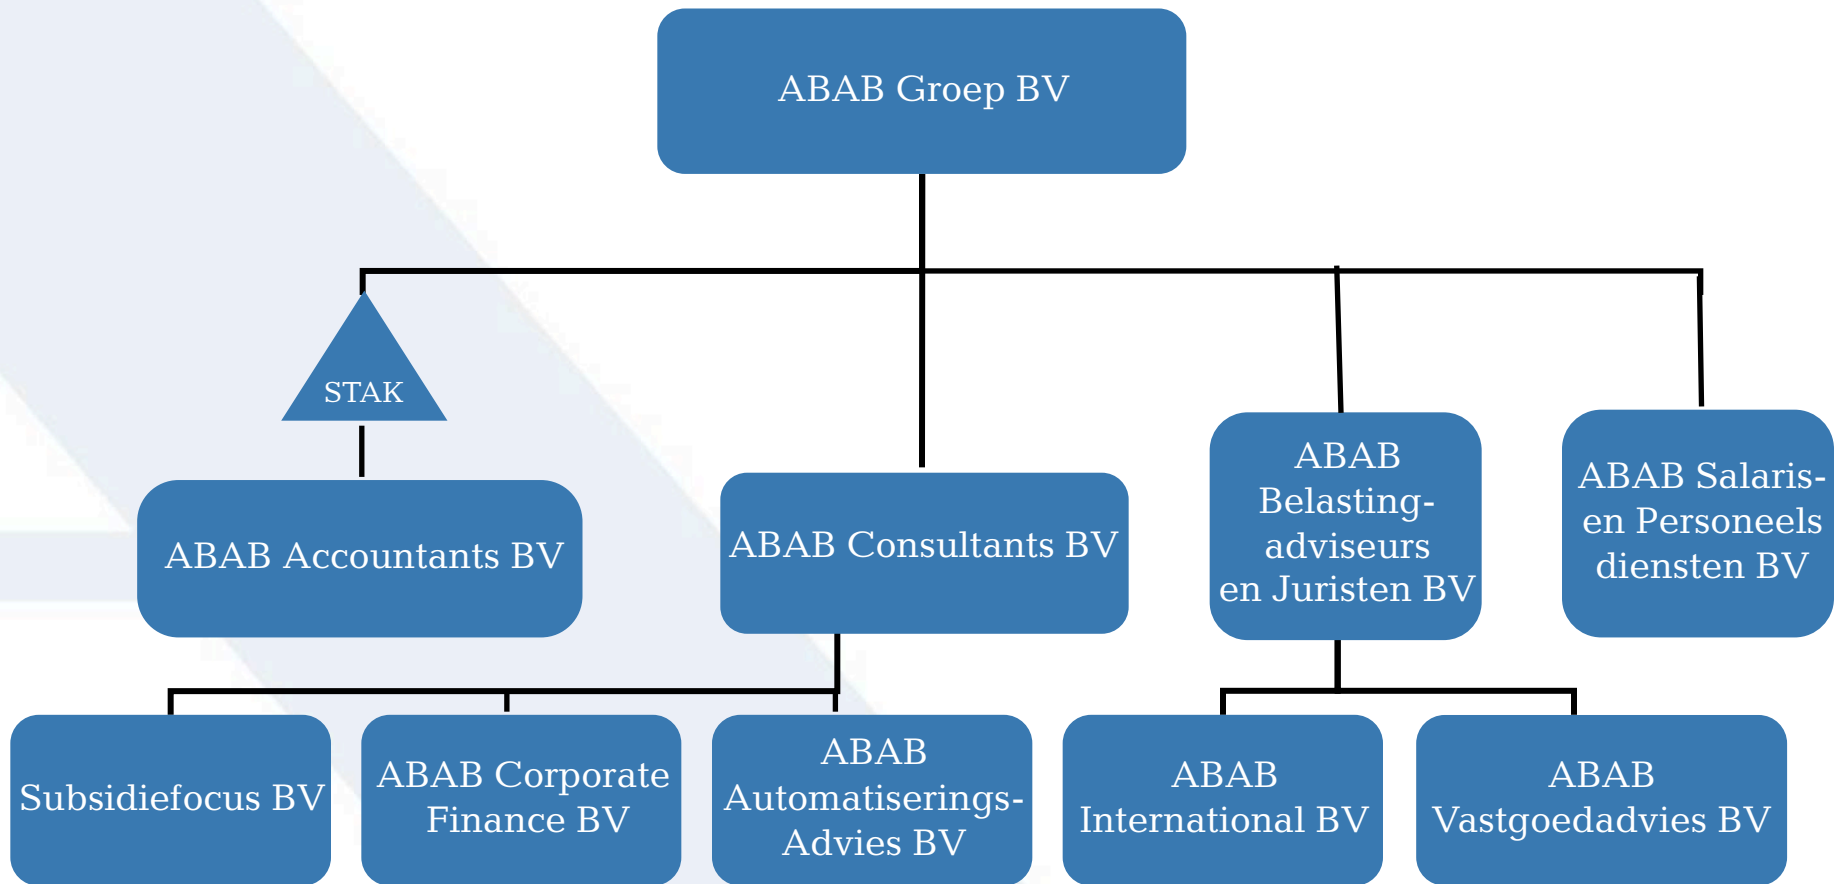 ABAB Groep BV
STAK
ABAB Accountants BV
ABAB Consultants BV
ABAB
Belasting-
adviseurs
en Juristen BV
ABAB Salaris-
en Personeels
diensten BV
Subsidiefocus BV
ABAB Corporate
Finance BV
ABAB
Automatiserings-
Advies BV
ABAB
International BV
ABAB
Vastgoedadvies BV